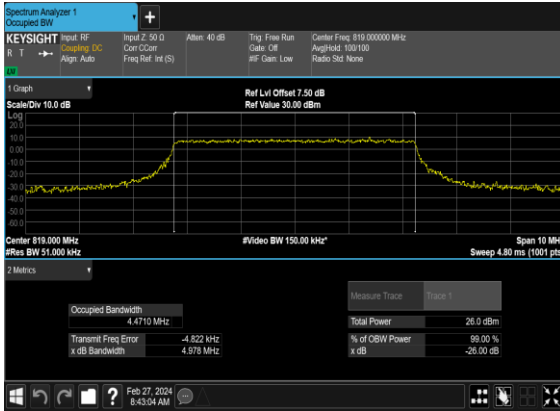 Spectrum Analyzer 1
Occupied BW
+
KEYSIGHT Input: RF Input Z: 50 Ω Atten: 40 dB Trig: Free Run Center Freq: 819.000000 MHz
R T Coupling: DC Corr CCorr Gate: Off Avg|Hold: 100/100
Align: Auto Freq Ref: Int (S) #IF Gain: Low Radio Std: None
1 Graph
Scale/Div 10.0 dB Ref Lvl Offset 7.50 dB
Ref Value 30.00 dBm
Log
20.0
10.0
0.00
-10.0
-20.0
-30.0
-40.0
-50.0
-60.0
Center 819.000 MHz #Video BW 150.00 kHz* Span 10 MH
#Res BW 51.000 kHz Sweep 4.80 ms (1001 pts
2 Metrics
Measure Trace Trace 1
Occupied Bandwidth
4.4710 MHz
Total Power 26.0 dBm
Transmit Freq Error -4.822 kHz % of OBW Power 99.00 %
x dB Bandwidth 4.978 MHz x dB -26.00 dB
? Feb 27, 2024
8:43:04 AM